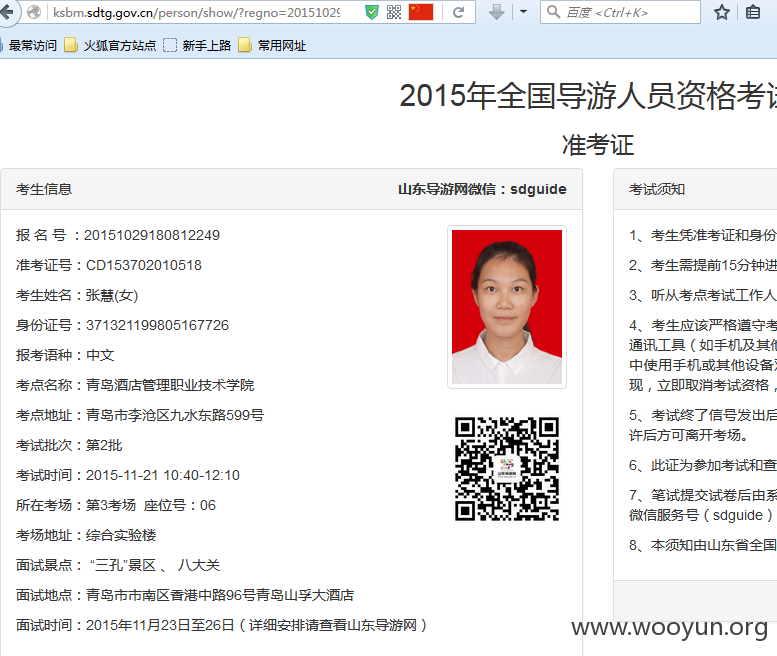 ksbm.sdtg.gov.cn/person/show/?regno=20151029
百度 <Ctrl+K>
最常访问 火狐官方站点 新手上路 常用网址
2015年全国导游人员资格考试
准考证
考生信息 山东导游网微信：sdguide
报 名 号 ：20151029180812249
准考证号：CD153702010518
考生姓名：张慧(女)
身份证号：371321199805167726
报考语种：中文
考点名称：青岛酒店管理职业技术学院
考点地址：青岛市李沧区九水东路599号
考试批次：第2批
考试时间：2015-11-21 10:40-12:10
所在考场：第3考场 座位号：06
考场地址：综合实验楼
面试景点： “三孔”景区 、 八大关
面试地点：青岛市市南区香港中路96号青岛山孚大酒店
面试时间：2015年11月23日至26日（详细安排请查看山东导游网）
考试须知
1、考生凭准考证和身份
2、考生需提前15分钟进
3、听从考点考试工作人
4、考生应该严格遵守考
通讯工具（如手机及其他
中使用手机或其他设备对
现，立即取消考试资格，
5、考试终了信号发出后
许后方可离开考场。
6、此证为参加考试和查
7、笔试提交试卷后由系
微信服务号（sdguide）
8、本须知由山东省全国
www.wooyun.org